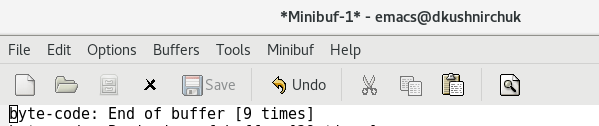 *Minibuf-1* - emacs@dkushnirchuk
File Edit Options Buffers Tools Minibuf Help
Save Undo
byte-code: End of buffer [9 times]